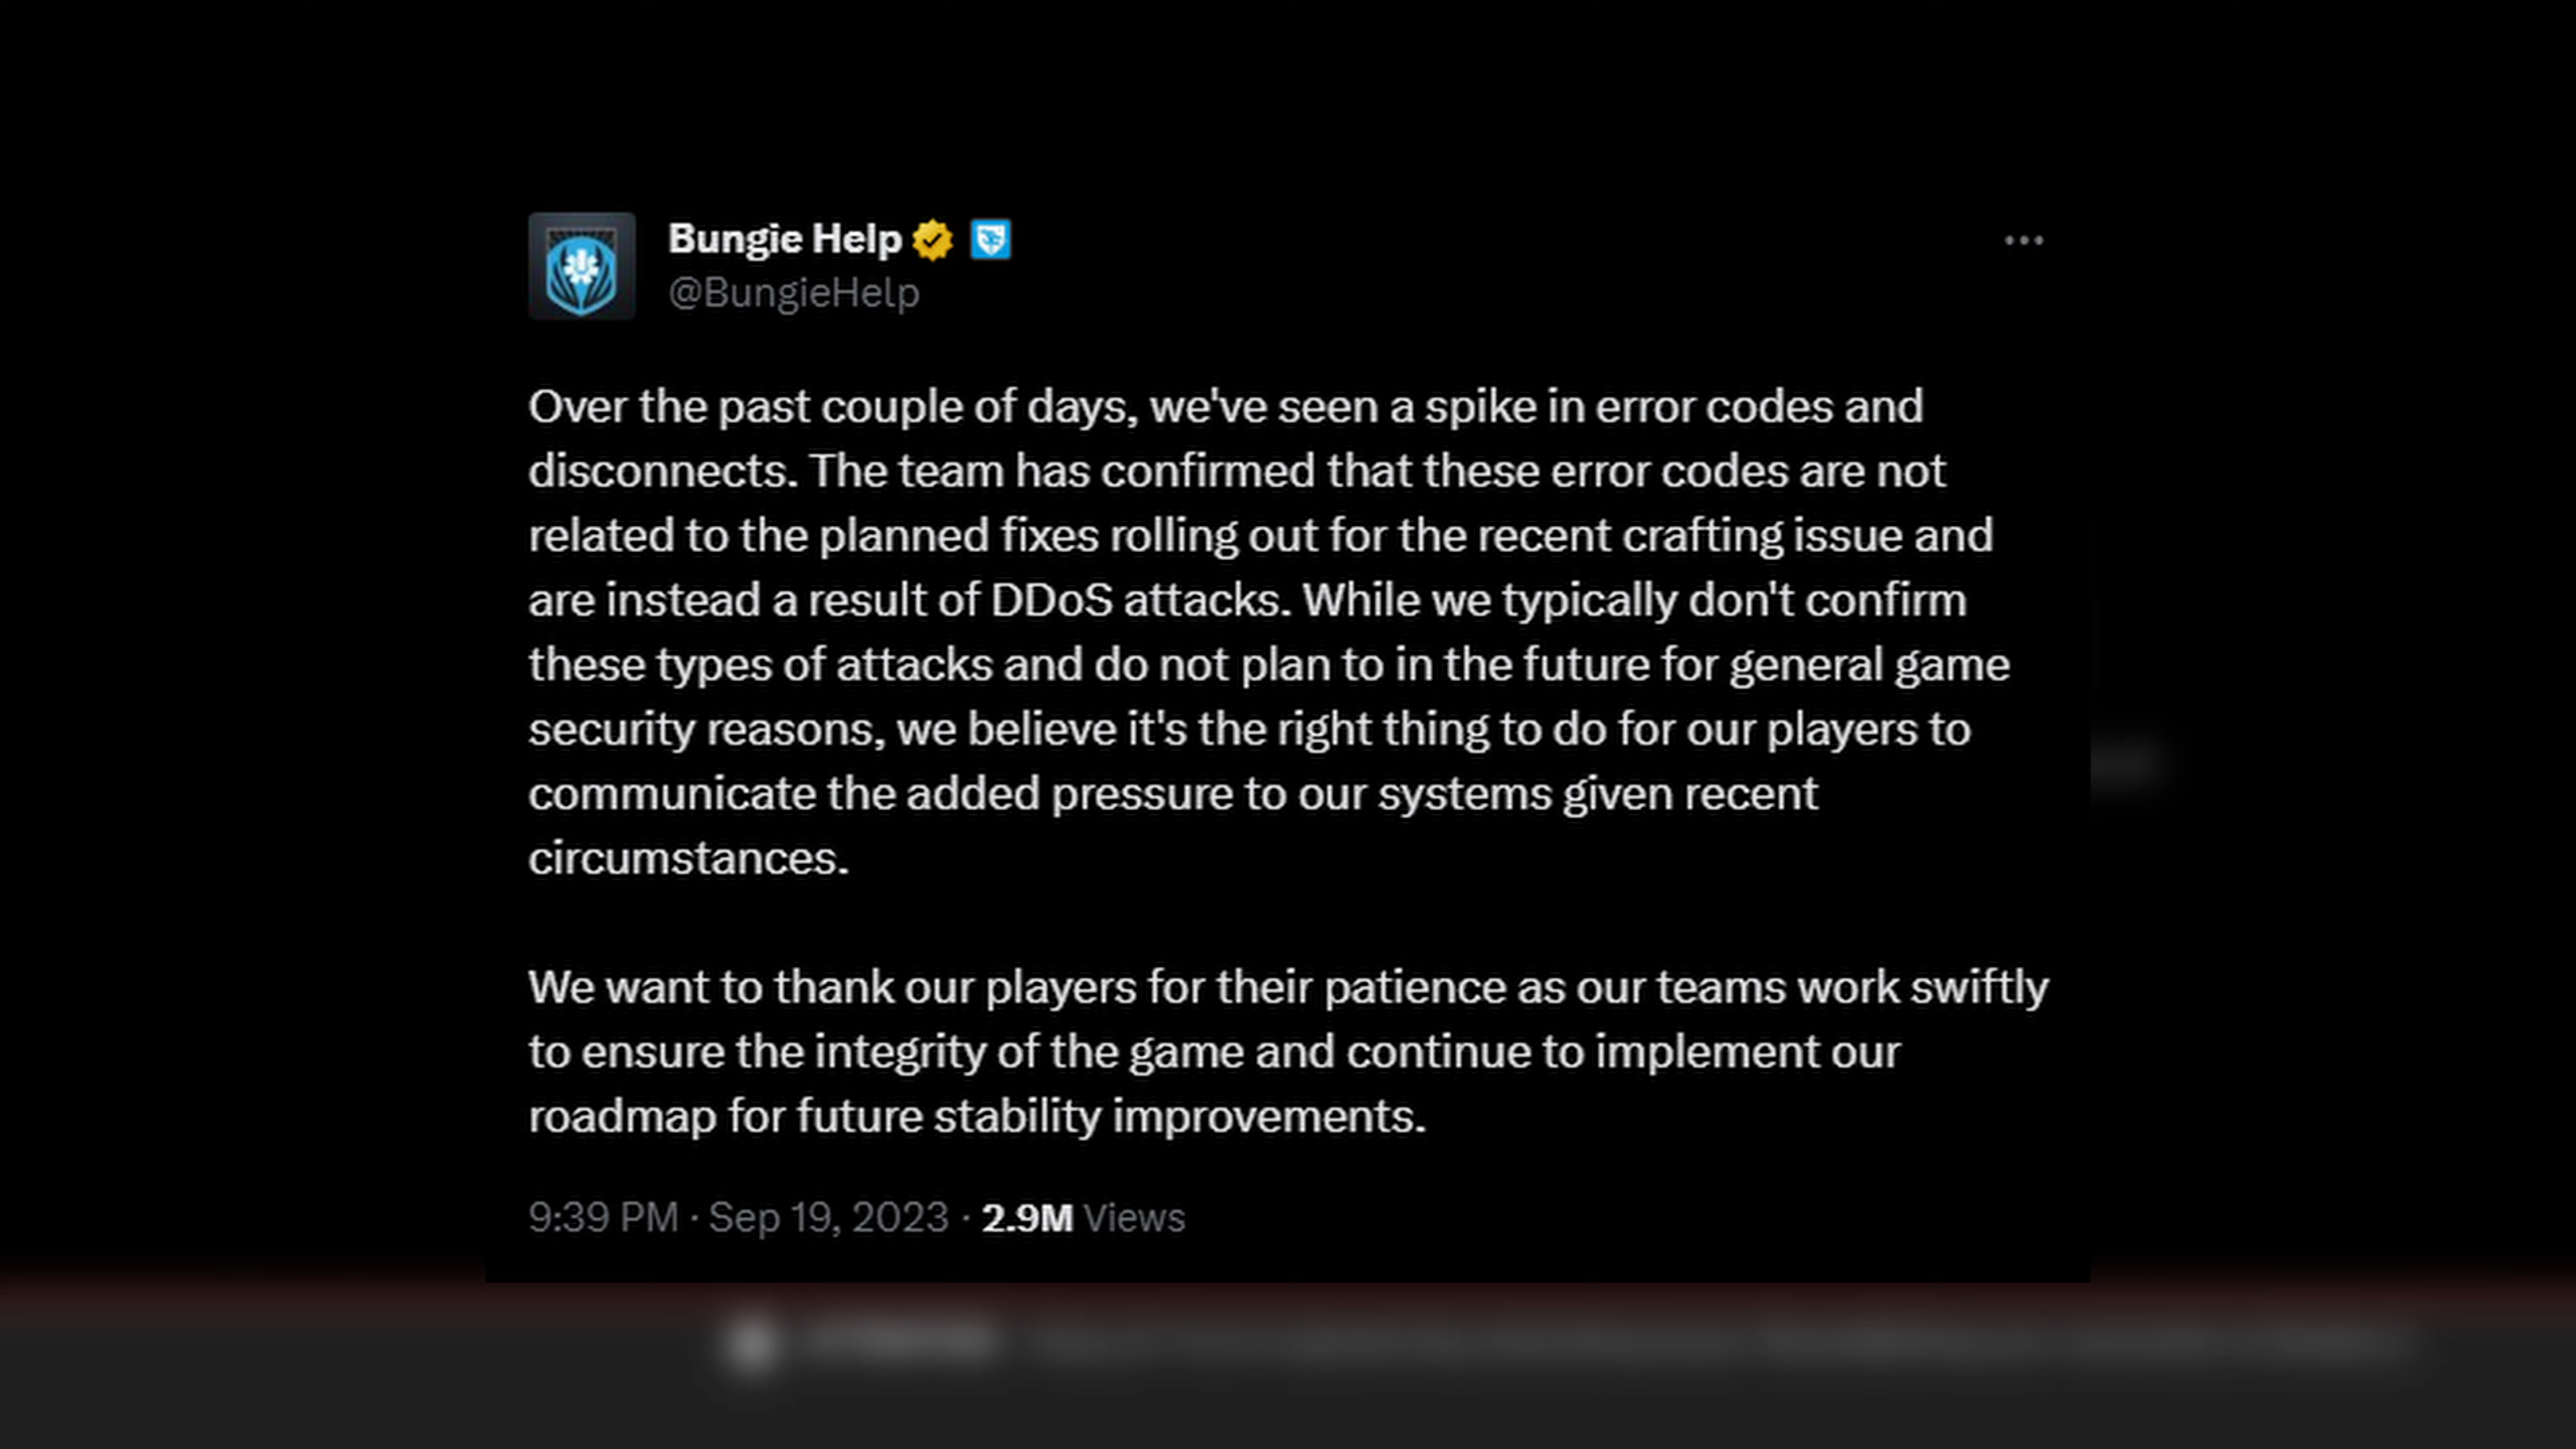 Bungie Help
@BungieHelp
Over the past couple of days, we've seen a spike in error codes and
disconnects. The team has confirmed that these error codes are not
related to the planned fixes rolling out for the recent crafting issue and
are instead a result of DDoS attacks. While we typically don't confirm
these types of attacks and do not plan to in the future for general game
security reasons, we believe it's the right thing to do for our players to
communicate the added pressure to our systems given recent
circumstances.
We want to thank our players for their patience as our teams work swiftly
to ensure the integrity of the game and continue to implement our
roadmap for future stability improvements.
9:39 PM · Sep 19, 2023 · 2.9M Views